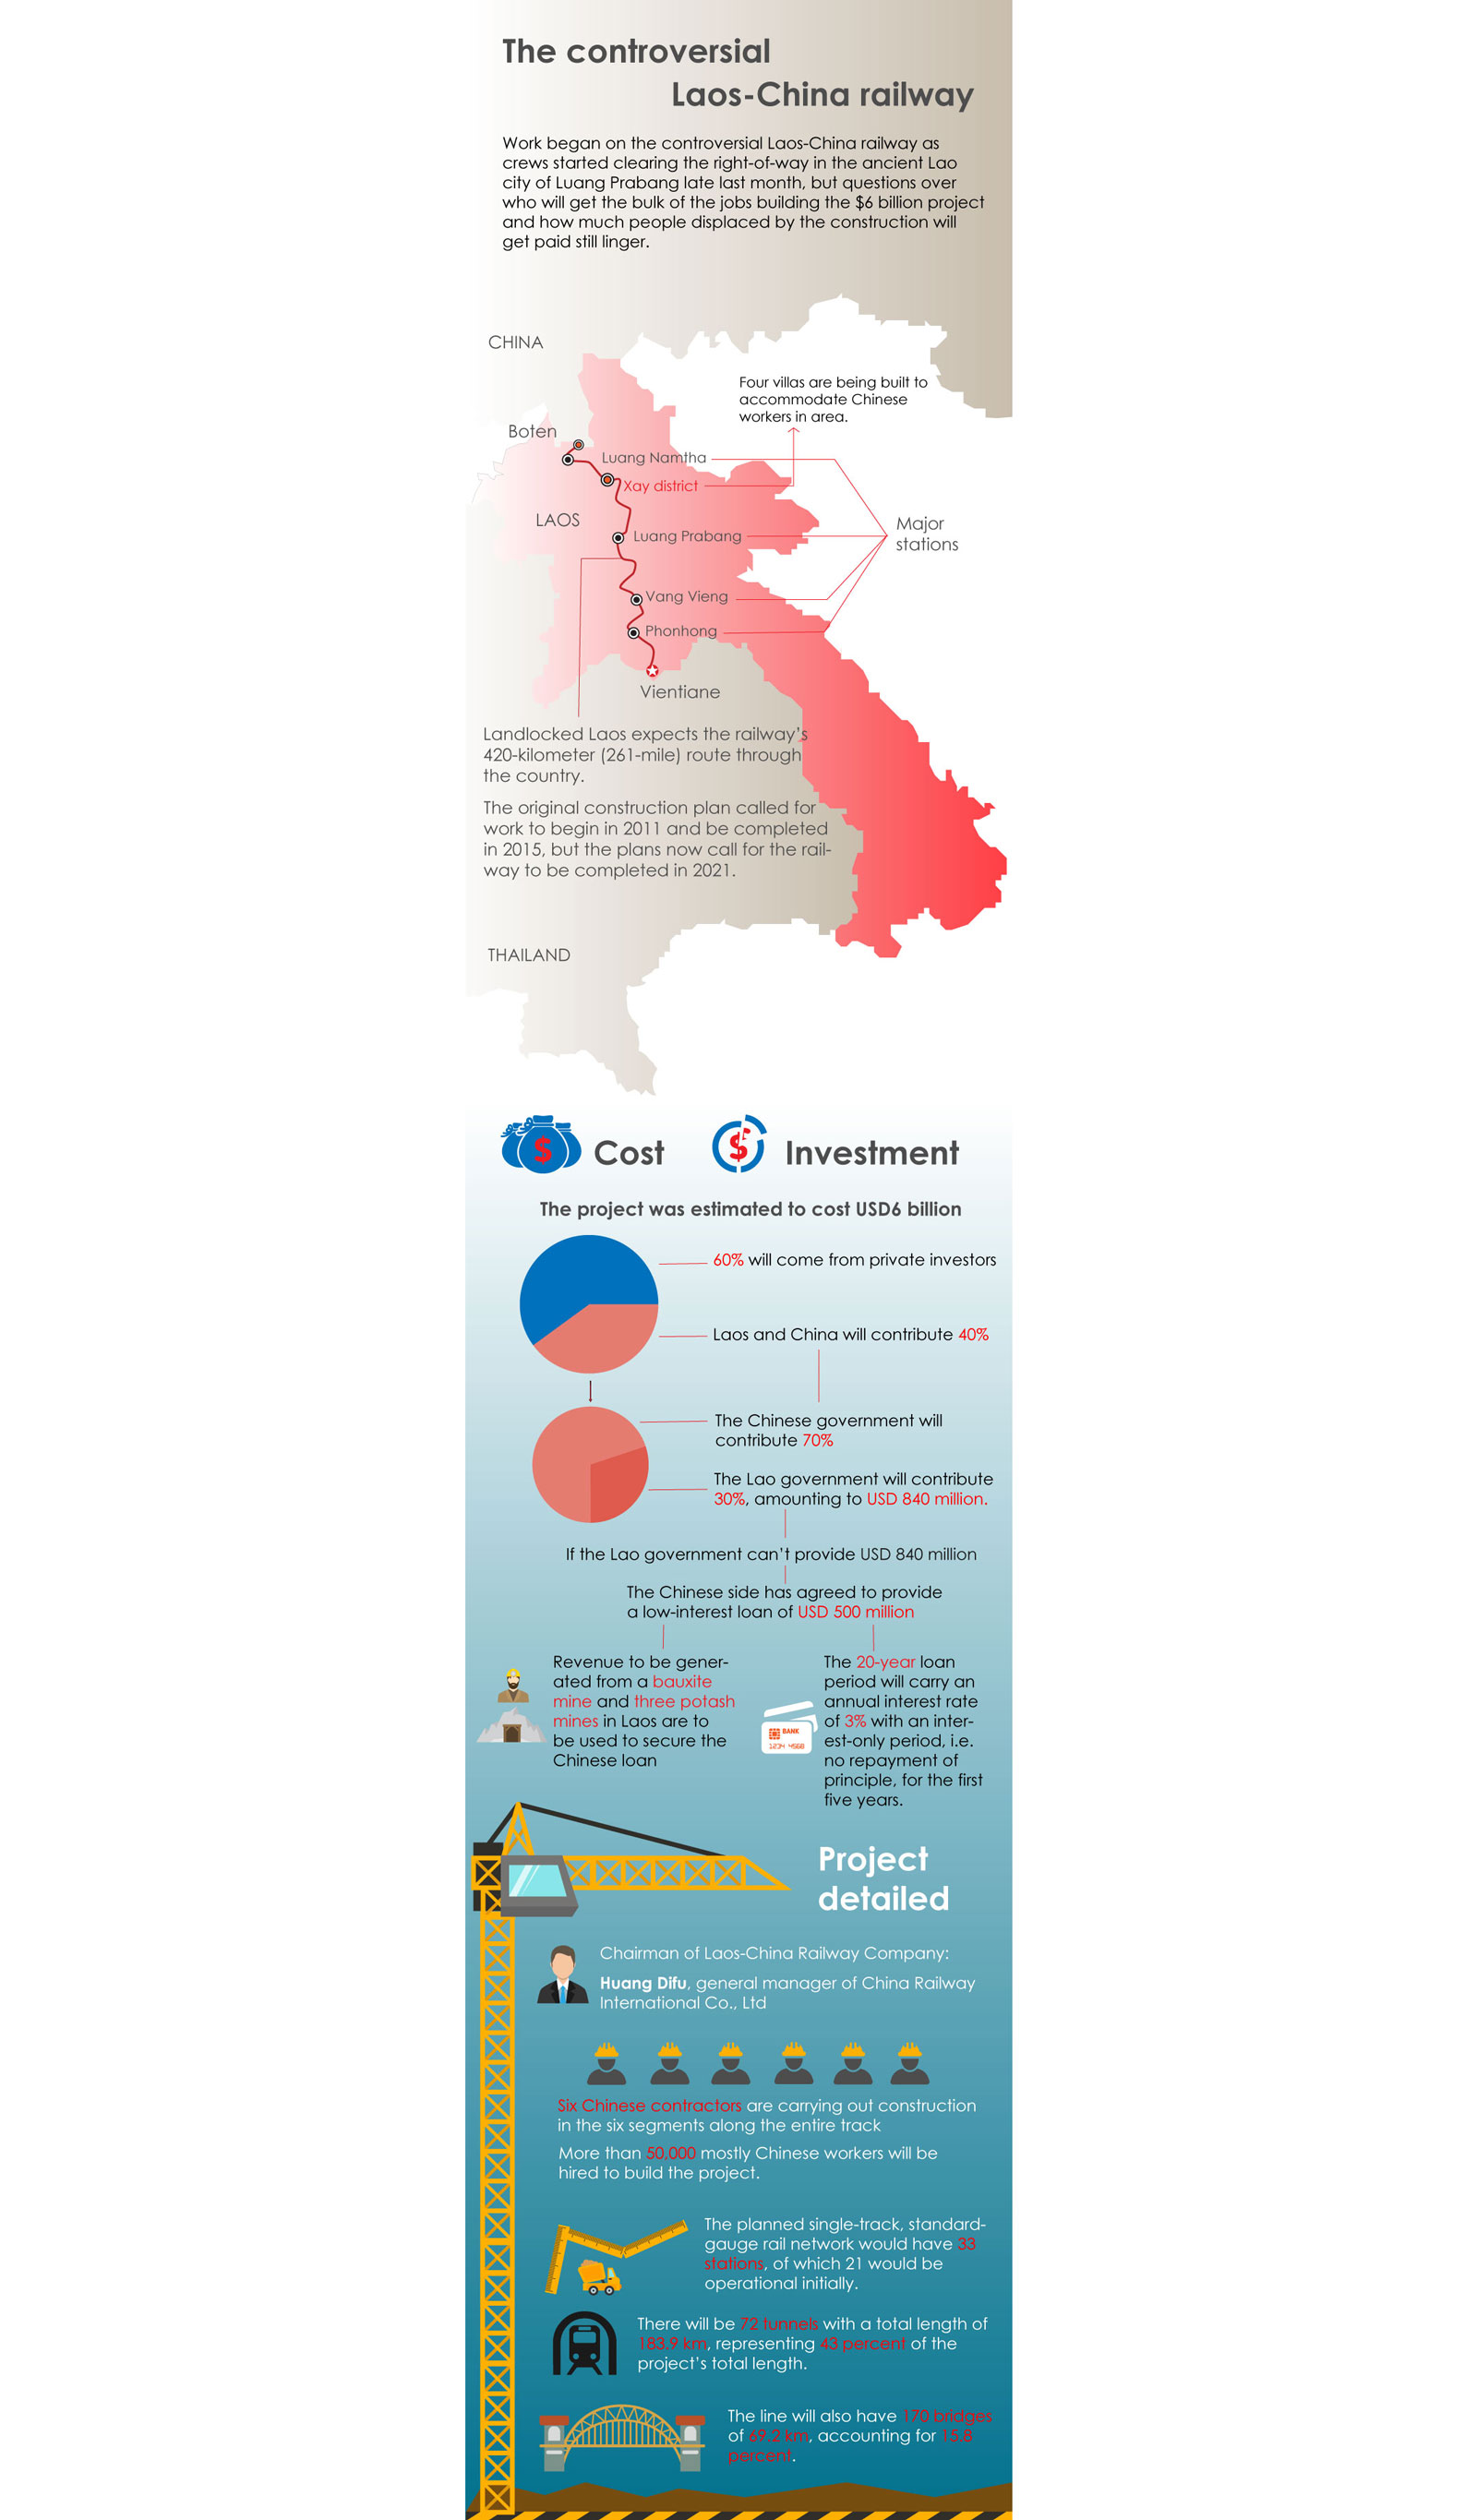 The controversial
Laos-China railway
Work began on the controversial Laos-China railway as
crews started clearing the right-of-way in the ancient Lao
city of Luang Prabang late last month, but questions over
who will get the bulk of the jobs building the $6 billion project
and how much people displaced by the construction will
get paid still linger.
CHINA
Four villas are being built to
accommodate Chinese
workers in area.
Boten
Luang Namtha
Xay district
LAOS
Major
stations
Luang Prabang
Vang Vieng
Phonhong
Vientiane
Landlocked Laos expects the railway's
420-kilometer (261-mile) route through
the country.
The original construction plan called for
work to begin in 2011 and be completed
in 2015, but the plans now call for the rail-
way to be completed in 2021.
THAILAND
$ Cost
$ Investment
The project was estimated to cost USD6 billion
60% will come from private investors
Laos and China will contribute 40%
The Chinese government will
contribute 70%
The Lao government will contribute
30%, amounting to USD 840 million.
If the Lao government can't provide USD 840 million
The Chinese side has agreed to provide
a low-interest loan of USD 500 million
Revenue to be gener-
ated from a bauxite
mine and three potash
mines in Laos are to
be used to secure the
Chinese loan
BANK
1234 4568
The 20-year loan
period will carry an
annual interest rate
of 3% with an inter-
est-only period, i.e.
no repayment of
principle, for the first
five years.
Project
detailed
Chairman of Laos-China Railway Company:
Huang Difu, general manager of China Railway
International Co., Ltd
Six Chinese contractors are carrying out construction
in the six segments along the entire track
More than 50,000 mostly Chinese workers will be
hired to build the project.
The planned single-track, standard-
gauge rail network would have 33
stations, of which 21 would be
operational initially.
There will be 72 tunnels with a total length of
183.9 km, representing 43 percent of the
project's total length.
The line will also have 170 bridges
of 69.2 km, accounting for 15.8
percent.